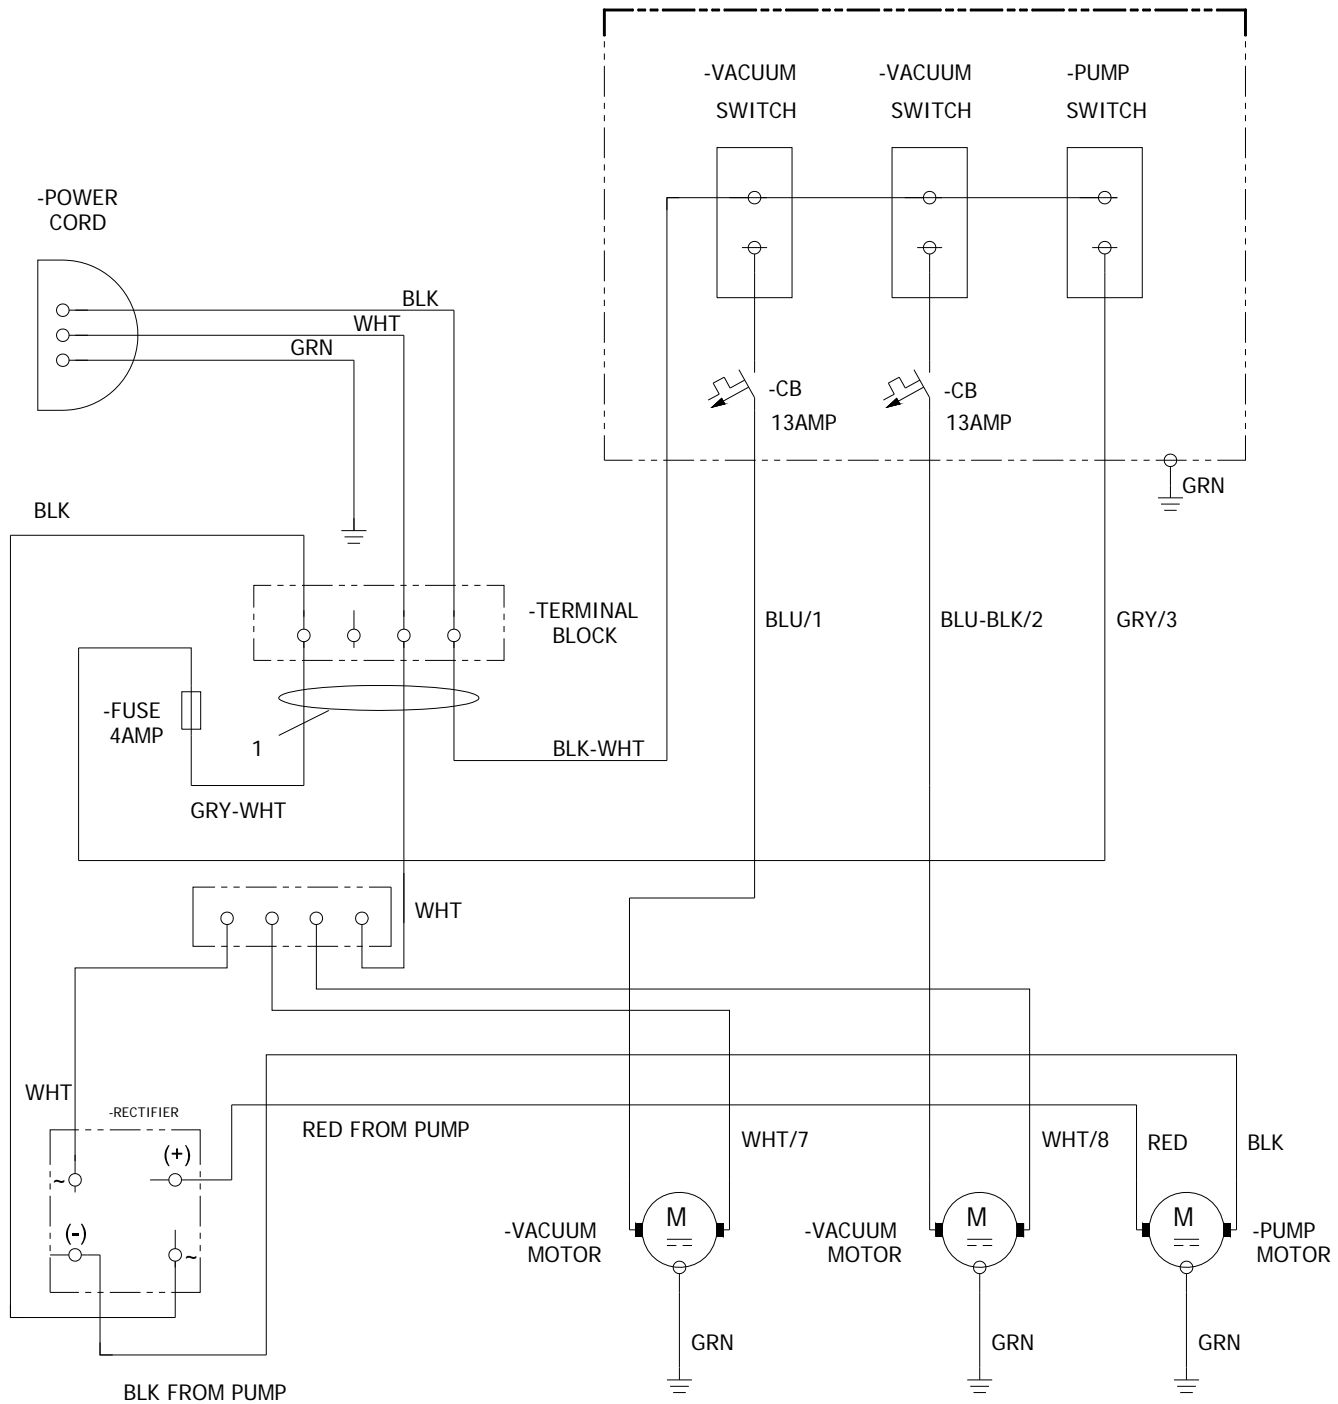 -VACUUM
SWITCH
-VACUUM
SWITCH
-PUMP
SWITCH
-POWER
CORD
BLK
WHT
GRN
-CB
13AMP
-CB
13AMP
GRN
BLK
-TERMINAL
BLOCK
BLU/1
BLU-BLK/2
GRY/3
-FUSE
4AMP
1
BLK-WHT
GRY-WHT
WHT
WHT
-RECTIFIER
RED FROM PUMP
WHT/7
WHT/8
RED
BLK
(+)
~
(-)
~
M
-VACUUM
MOTOR
M
-VACUUM
MOTOR
M
-PUMP
MOTOR
GRN
GRN
GRN
BLK FROM PUMP